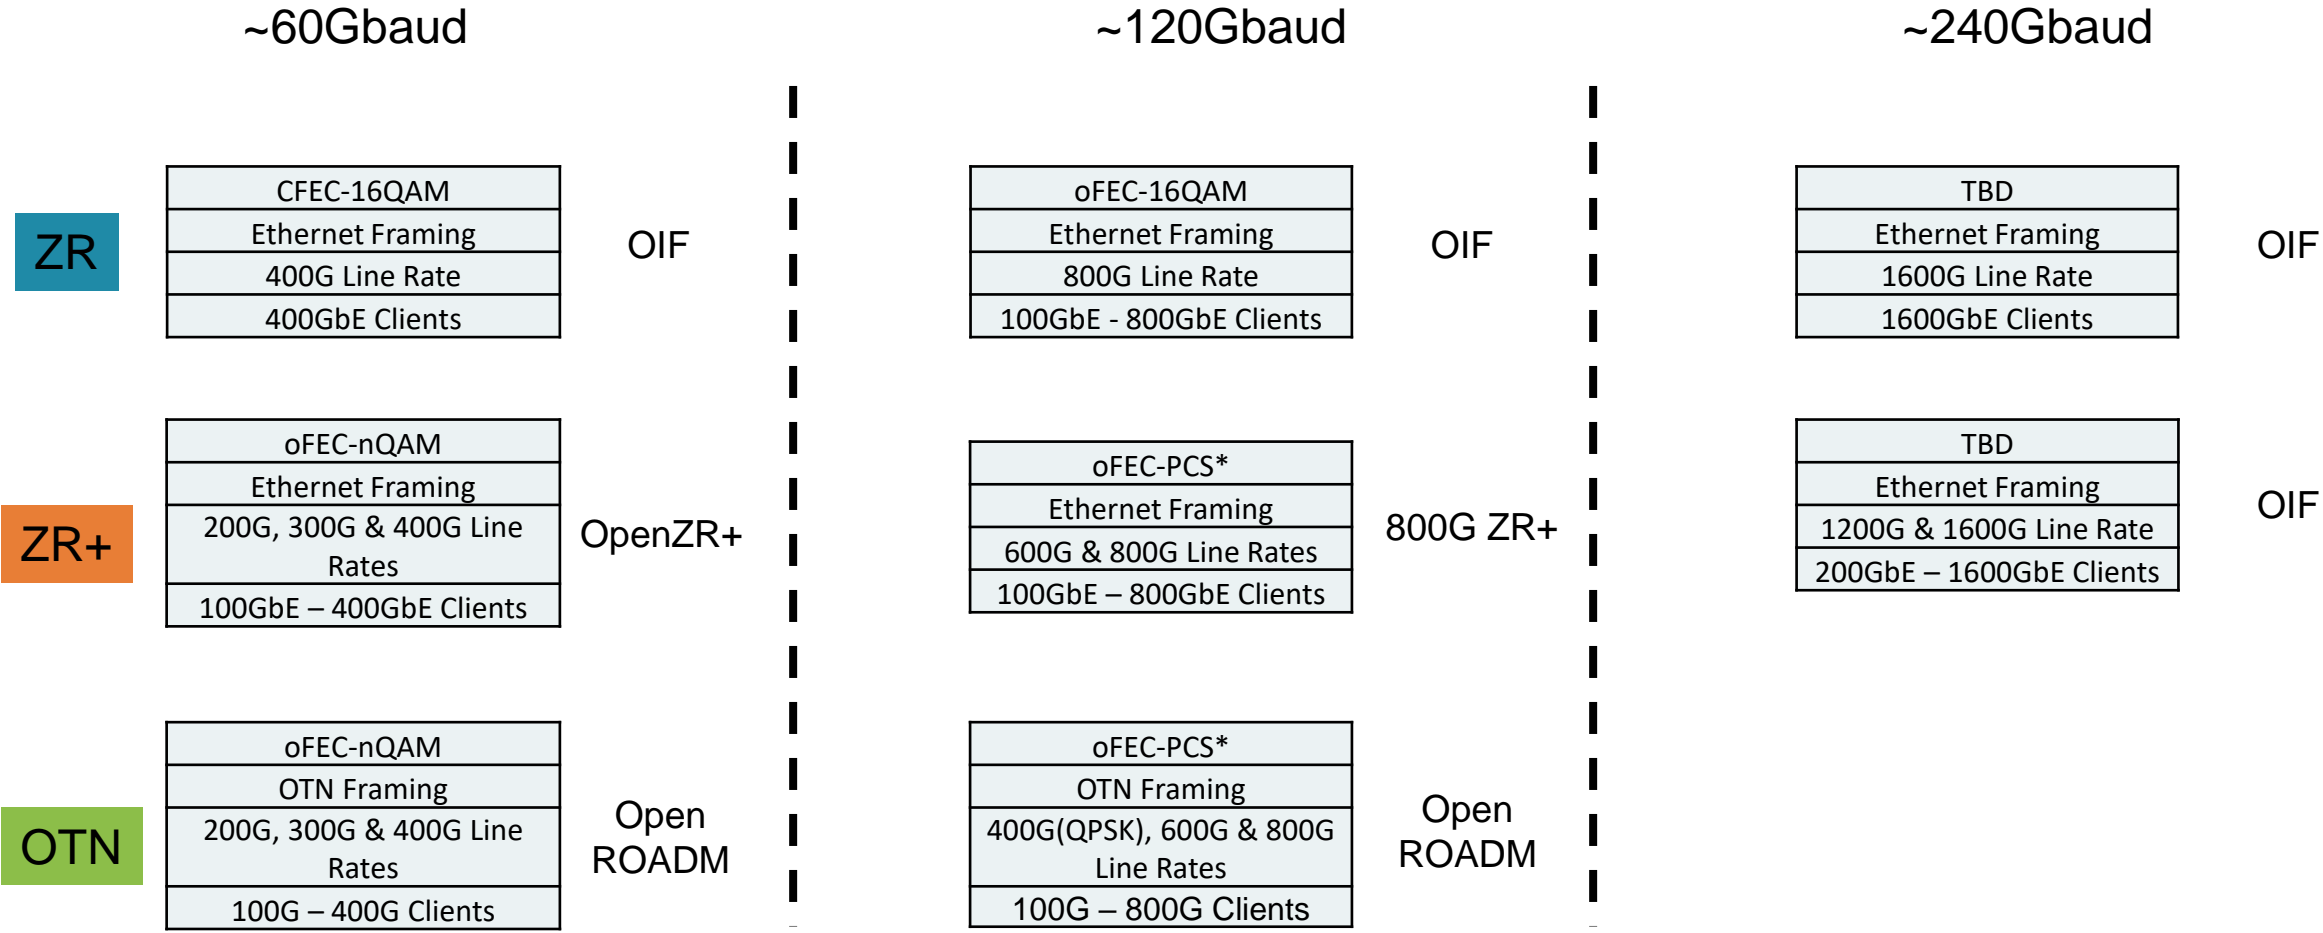 ~60Gbaud
~120Gbaud
~240Gbaud
ZR
CFEC-16QAM
Ethernet Framing
400G Line Rate
400GbE Clients
OIF
oFEC-16QAM
Ethernet Framing
800G Line Rate
100GbE - 800GbE Clients
OIF
TBD
Ethernet Framing
1600G Line Rate
1600GbE Clients
OIF
ZR+
oFEC-nQAM
Ethernet Framing
200G, 300G & 400G Line
Rates
100GbE – 400GbE Clients
OpenZR+
oFEC-PCS*
Ethernet Framing
600G & 800G Line Rates
100GbE – 800GbE Clients
800G ZR+
TBD
Ethernet Framing
1200G & 1600G Line Rate
200GbE – 1600GbE Clients
OIF
OTN
oFEC-nQAM
OTN Framing
200G, 300G & 400G Line
Rates
100G – 400G Clients
Open
ROADM
oFEC-PCS*
OTN Framing
400G(QPSK), 600G & 800G
Line Rates
100G – 800G Clients
Open
ROADM